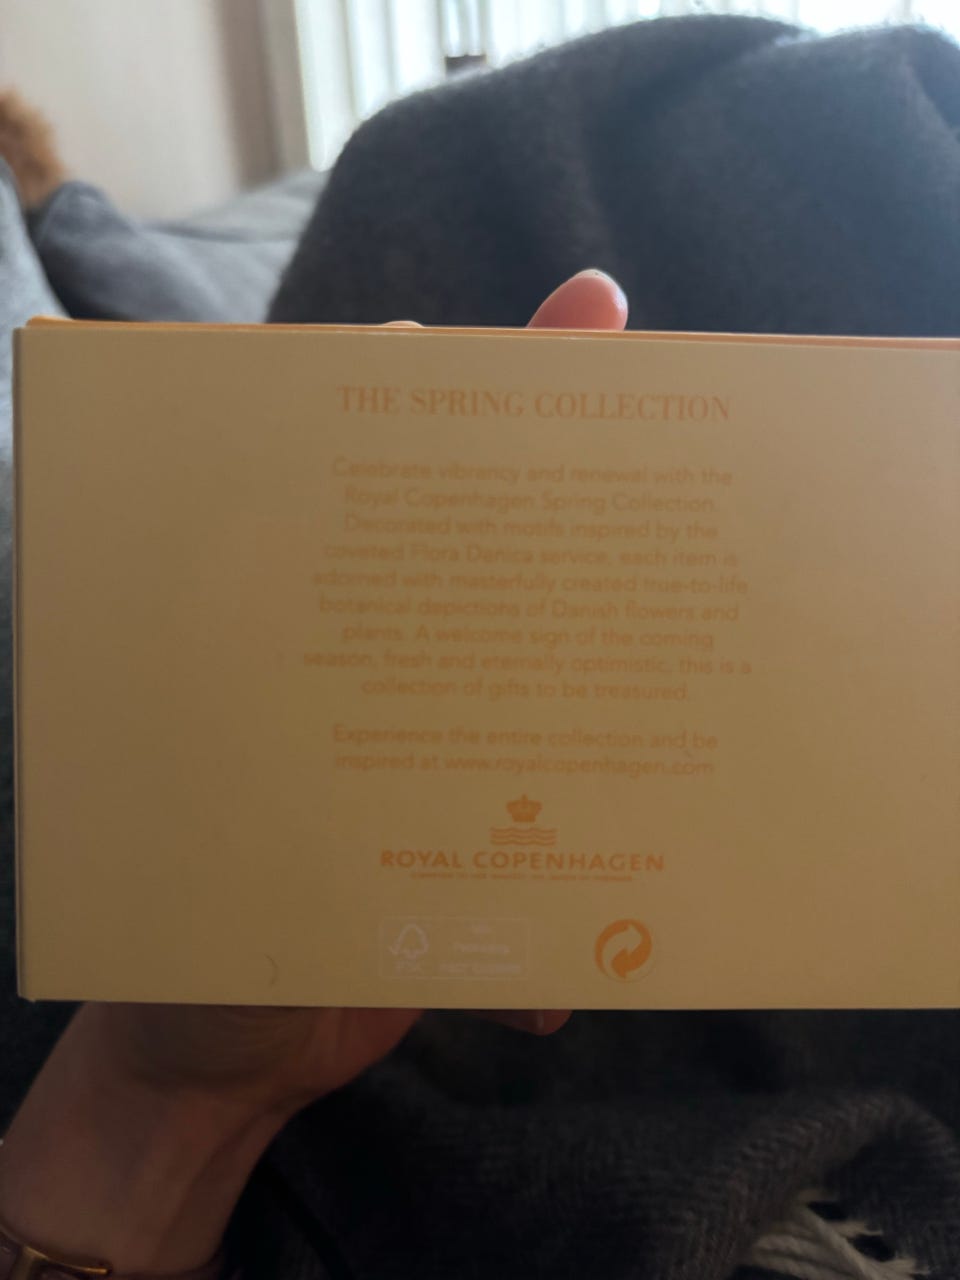 THE SPRING COLLECTION
Celebrate vibrancy and renewal with the
Royal Copenhagen Spring Collection.
Decorated with motifs inspired by the
coveted Flora Danica service, each item is
adorned with masterfully created true-to-life
botanical depictions of Danish flowers and
plants. A welcome sign of the coming
season, fresh and eternally optimistic, this is a
collection of gifts to be treasured.
Experience the entire collection and be
inspired at www.royalcopenhagen.com
ROYAL COPENHAGEN
FSC